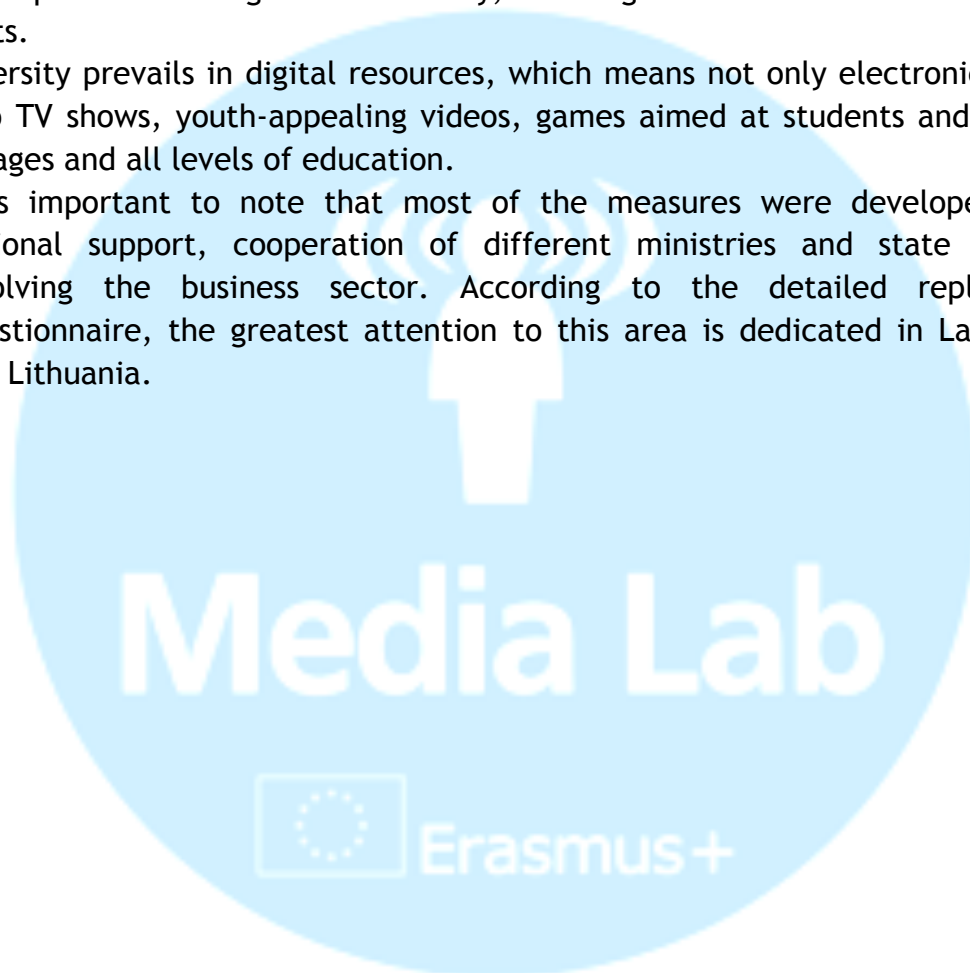 ts.
ersity prevails in digital resources, which means not only electronic
TV shows, youth-appealing videos, games aimed at students and
ages and all levels of education.
s important to note that most of the measures were develope
ional support, cooperation of different ministries and state
olving the business sector. According to the detailed repl
estionnaire, the greatest attention to this area is dedicated in La
Lithuania.
Media Lab
Erasmus+